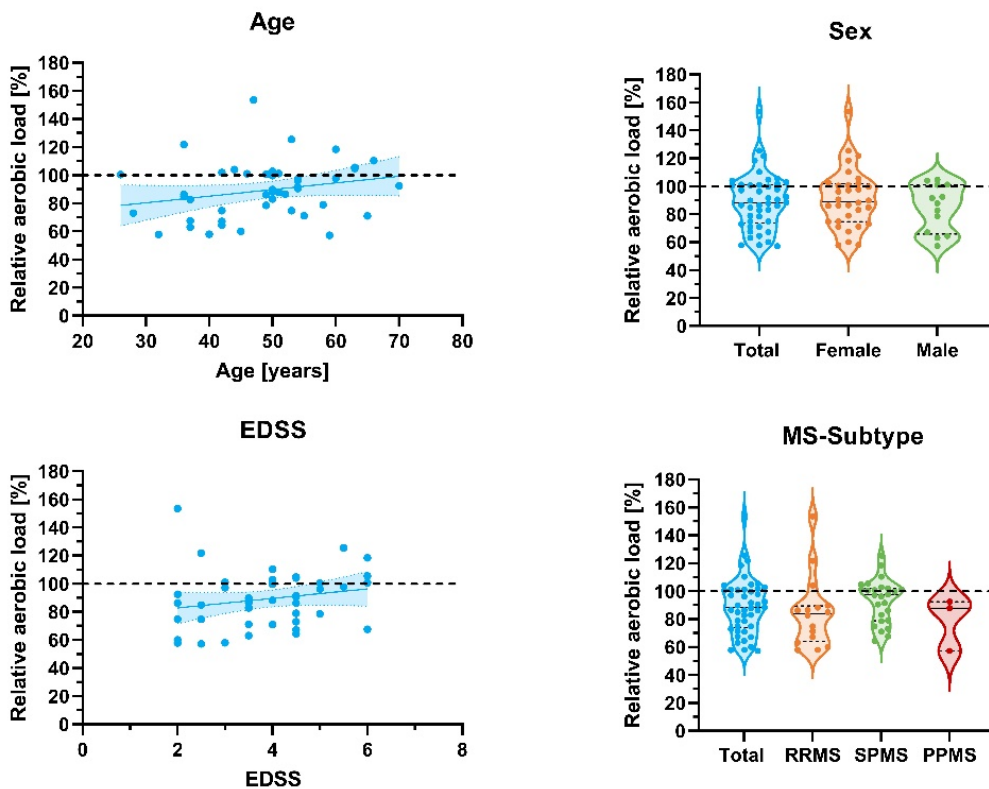 Age
Relative aerobic load [%]
180
160
140
120
100
80
60
40
20
0
20 30 40 50 60 70 80
Age [years]
Sex
Relative aerobic load [%]
180
160
140
120
100
80
60
40
20
0
Total Female Male
EDSS
Relative aerobic load [%]
180
160
140
120
100
80
60
40
20
0
0 2 4 6 8
EDSS
MS-Subtype
Relative aerobic load [%]
180
160
140
120
100
80
60
40
20
0
Total RRMS SPMS PPMS